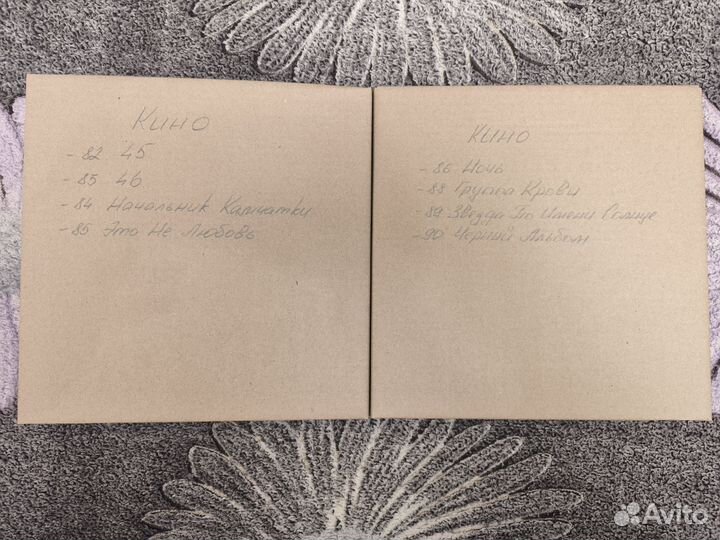 Кино
- 82 45
- 85 46
- 84 Начальник Камчатки
- 85 Это Не Любовь
Кино
- 86 Ночь
- 88 Группа Крови
- 89 Звезда По Имени Солнце
- 90 Черный Альбом
Avito